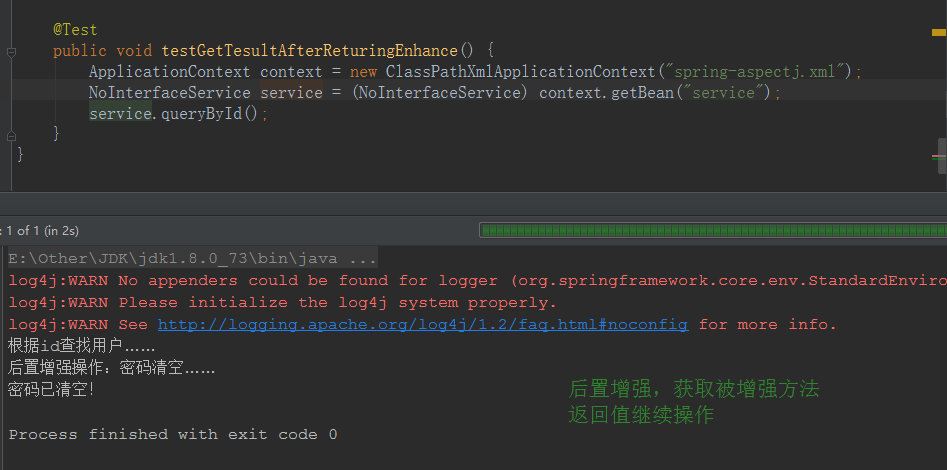 @Test
public void testGetTesultAfterReturingEnhance() {
ApplicationContext context = new ClassPathXmlApplicationContext("spring-aspectj.xml");
NoInterfaceService service = (NoInterfaceService) context.getBean("service");
service.queryById();
}
}
: 1 of 1 (in 2s)
E:\Other\JDK\jdk1.8.0_73\bin\java ...
log4j:WARN No appenders could be found for logger (org.springframework.core.env.StandardEnviro
log4j:WARN Please initialize the log4j system properly.
log4j:WARN See http://logging.apache.org/log4j/1.2/faq.html#noconfig for more info.
根据id查找用户……
后置增强操作：密码清空……
密码已清空！
后置增强，获取被增强方法
返回值继续操作
Process finished with exit code 0